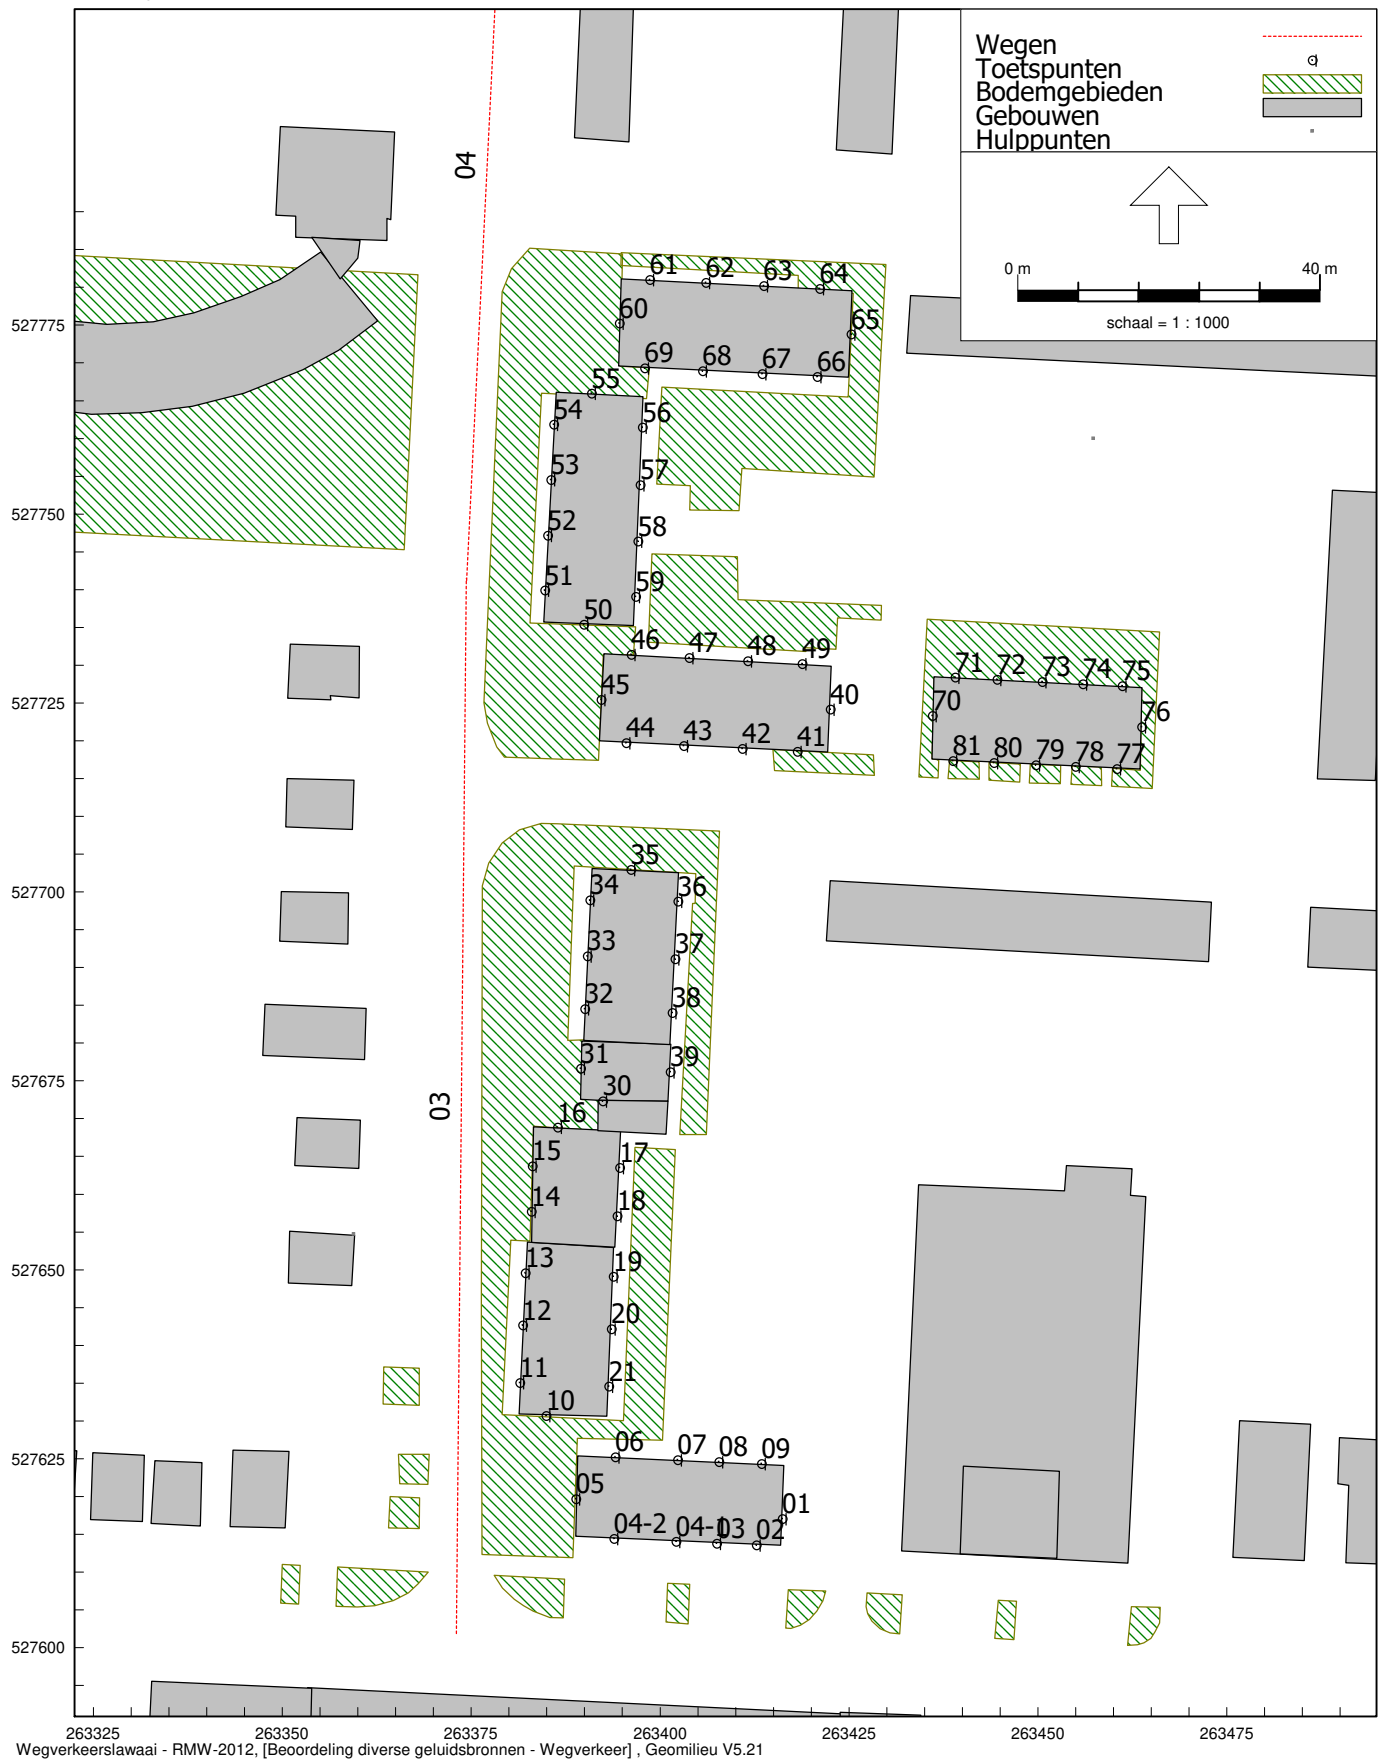 Wegen
Toetspunten
Bodemgebieden
Gebouwen
Hulppunten
0 m 40 m
schaal = 1 : 1000
04
61 62 63 64
60 65
527775
69 68 67 66
55
54 56
53 57
527750
52 58
51 59
50
46 47 48 49
71 72 73 74 75
45 40 70 76
527725
44 43 42 41
81 80 79 78 77
35
34 36
527700
33 37
32 38
31 39
30
527675
03
16
15 17
14 18
13 19
527650
12 20
11 21
10
06 07 08 09
527625
05 01
04-2 04-1 03 02
527600
263325 263350 263375 263400 263425 263450 263475
Wegverkeerslawaai - RMW-2012, [Beoordeling diverse geluidsbronnen - Wegverkeer] , Geomilieu V5.21